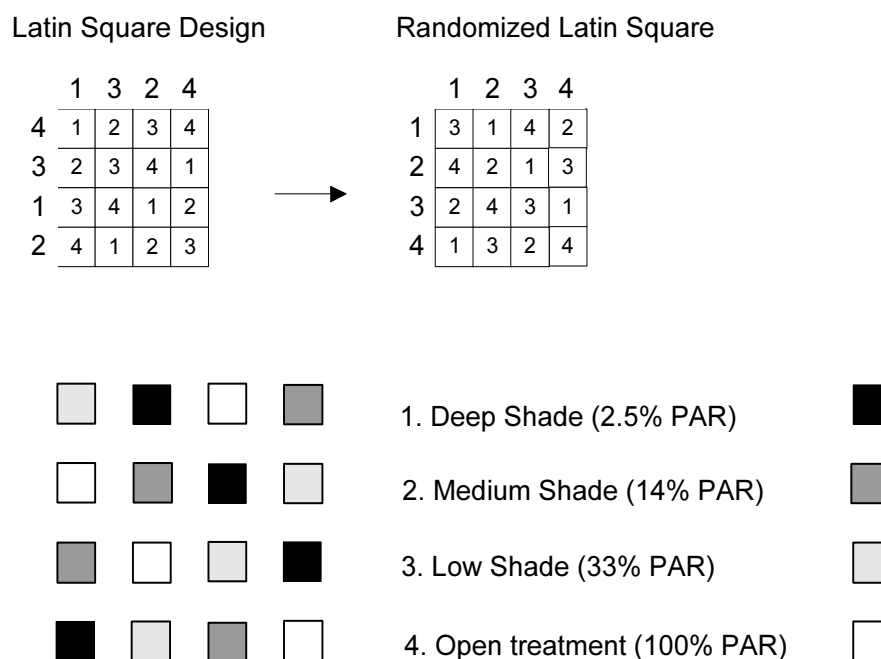 Latin Square Design
Randomized Latin Square
1 3 2 4
4 1 2 3 4
3 2 3 4 1
1 3 4 1 2
2 4 1 2 3
1 2 3 4
1 3 1 4 2
2 4 2 1 3
3 2 4 3 1
4 1 3 2 4
1. Deep Shade (2.5% PAR)
2. Medium Shade (14% PAR)
3. Low Shade (33% PAR)
4. Open treatment (100% PAR)